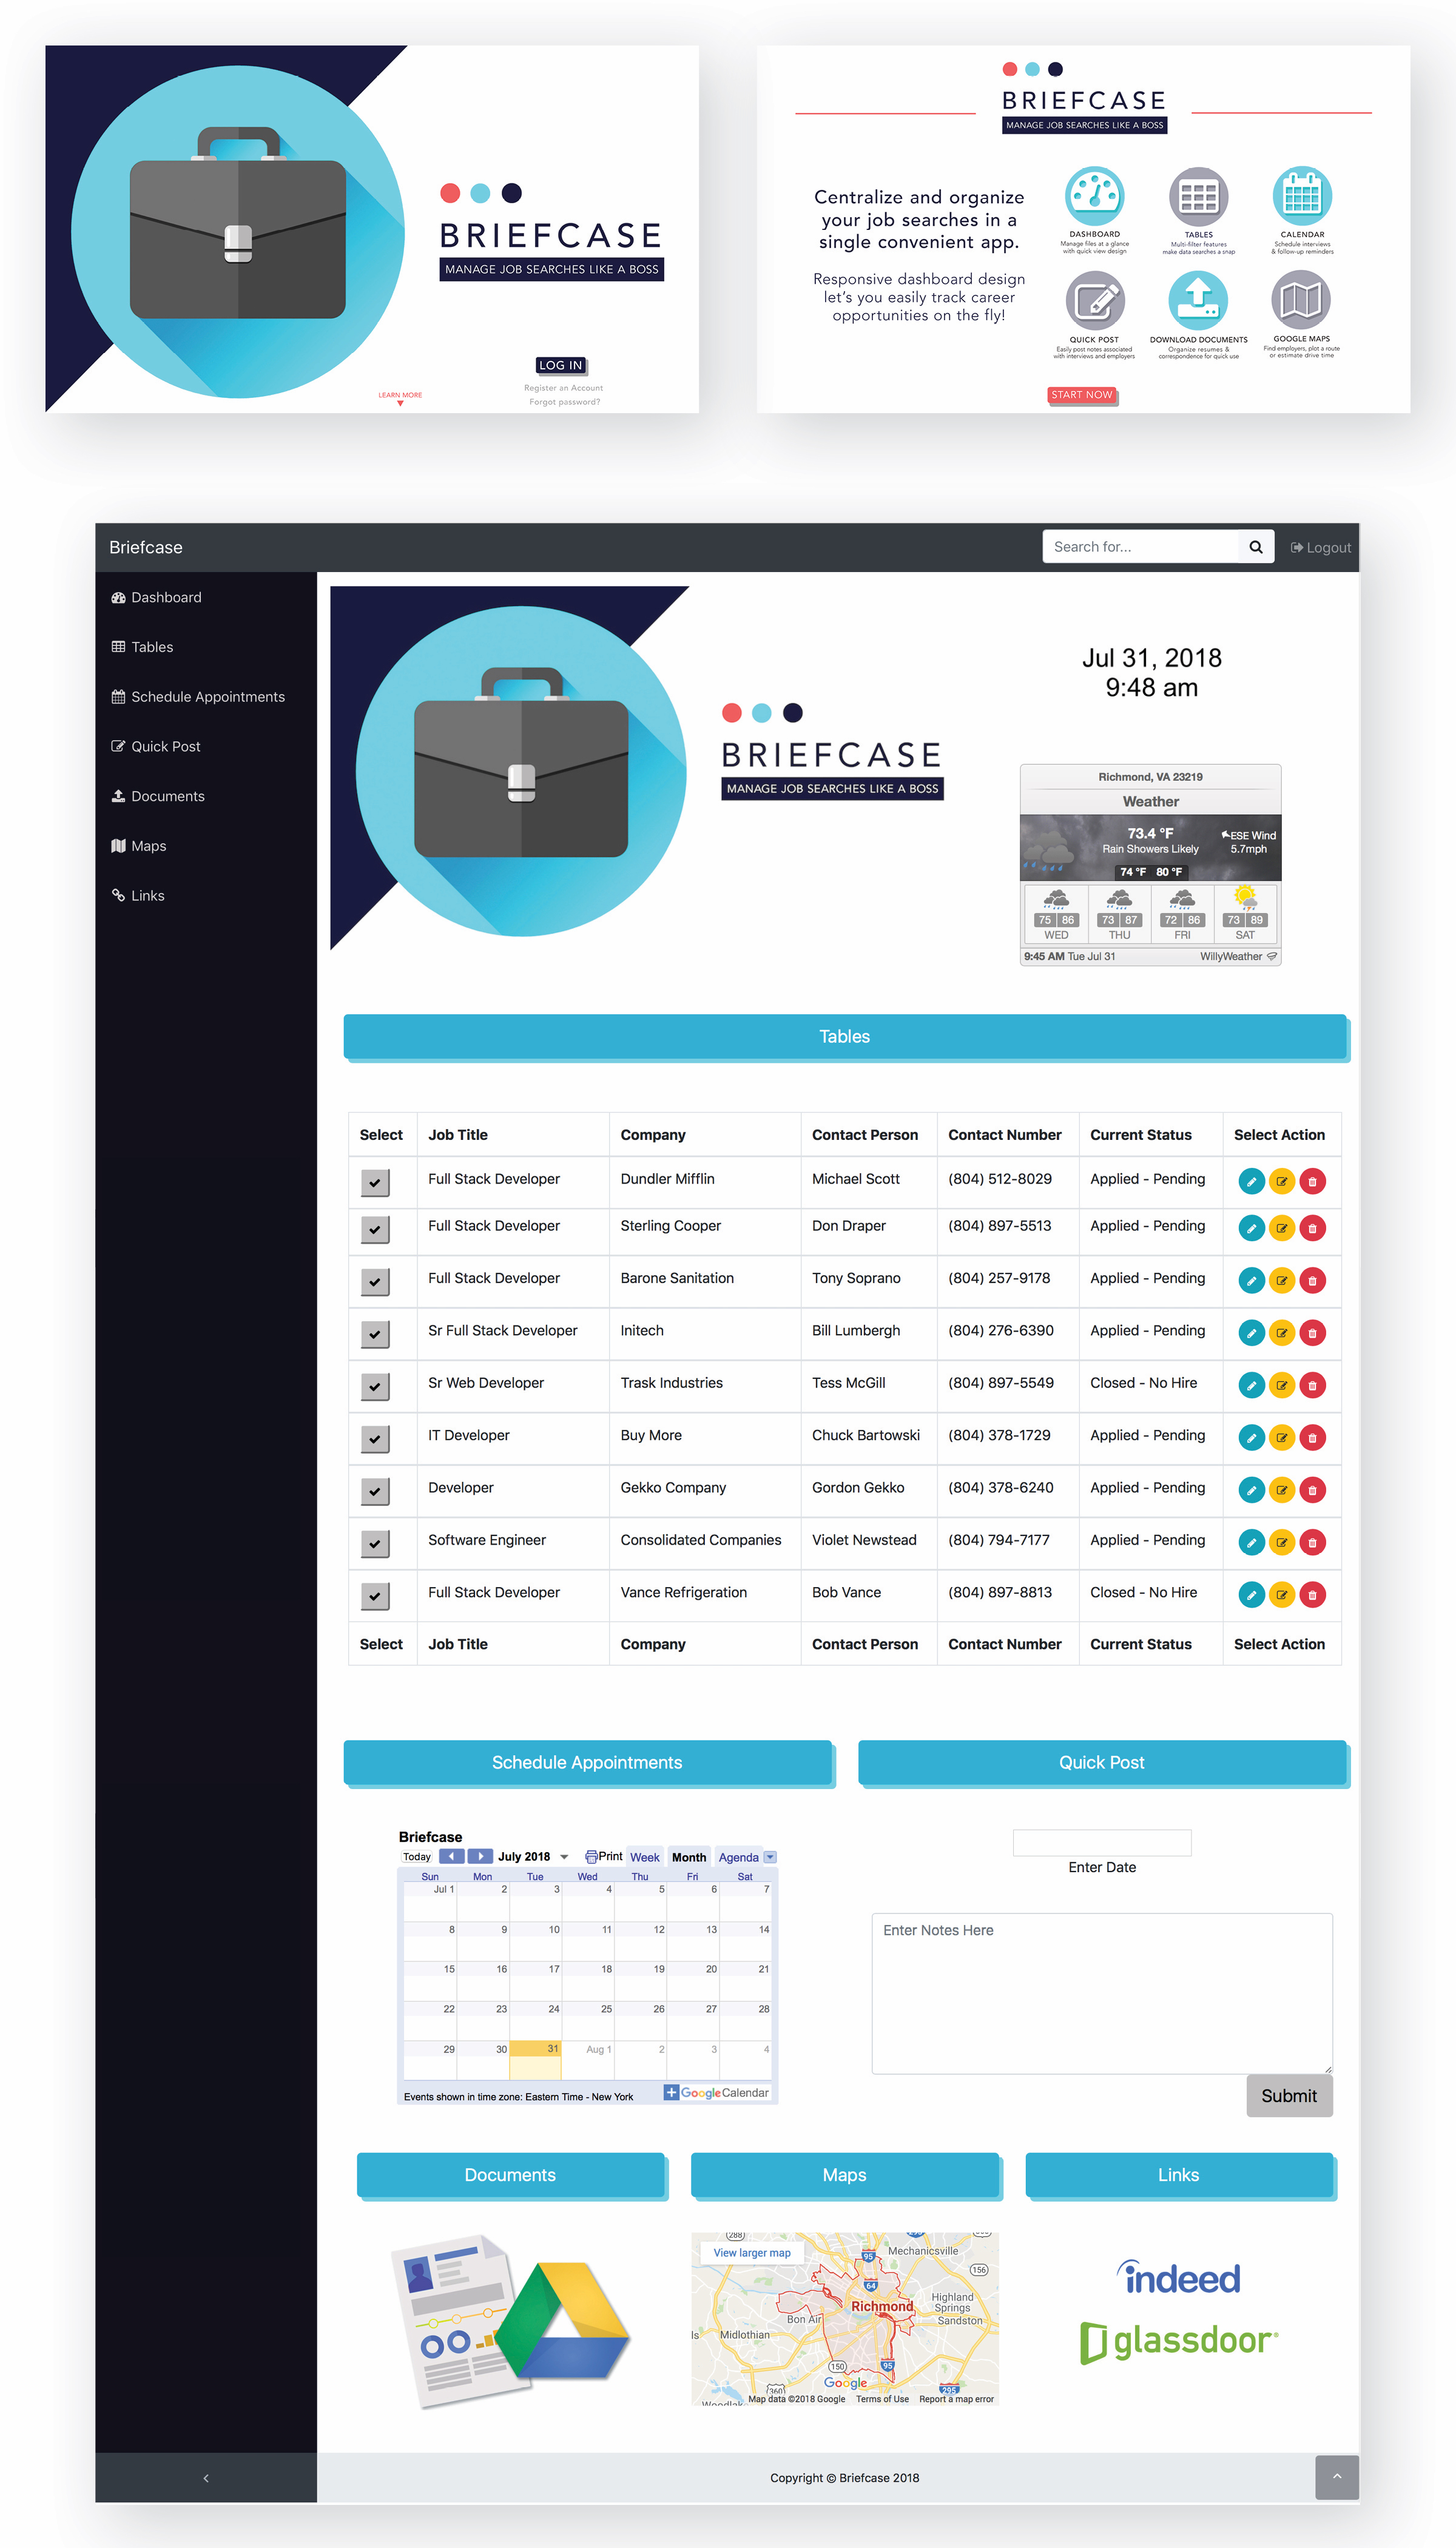 BRIEFCASE
MANAGE JOB SEARCHES LIKE A BOSS
LOG IN
Register an Account
Forgot password?
LEARN MORE
BRIEFCASE
MANAGE JOB SEARCHES LIKE A BOSS
Centralize and organize
your job searches in a
single convenient app.
Responsive dashboard design
let's you easily track career
opportunities on the fly!
DASHBOARD
Manage files at a glance
with quick view design
TABLES
Multi-filter features
make data searches a snap
CALENDAR
Schedule interviews
& follow-up reminders
QUICK POST
Easily post notes associated
with interviews and employers
DOWNLOAD DOCUMENTS
Organize resumes &
correspondence for quick use
GOOGLE MAPS
Find employers, plot a route
or estimate drive time
START NOW
Briefcase
Search for...
Logout
Dashboard
Tables
Schedule Appointments
Quick Post
Documents
Maps
Links
BRIEFCASE
MANAGE JOB SEARCHES LIKE A BOSS
Jul 31, 2018
9:48 am
Richmond, VA 23219
Weather
73.4 °F
Rain Showers Likely
ESE Wind
5.7mph
74 °F 80 °F
75 86 73 87 72 86 73 89
WED THU FRI SAT
9:45 AM Tue Jul 31 WillyWeather
Tables
Select Job Title Company Contact Person Contact Number Current Status Select Action
Full Stack Developer Dundler Mifflin Michael Scott (804) 512-8029 Applied - Pending
Full Stack Developer Sterling Cooper Don Draper (804) 897-5513 Applied - Pending
Full Stack Developer Barone Sanitation Tony Soprano (804) 257-9178 Applied - Pending
Sr Full Stack Developer Initech Bill Lumbergh (804) 276-6390 Applied - Pending
Sr Web Developer Trask Industries Tess McGill (804) 897-5549 Closed - No Hire
IT Developer Buy More Chuck Bartowski (804) 378-1729 Applied - Pending
Developer Gekko Company Gordon Gekko (804) 378-6240 Applied - Pending
Software Engineer Consolidated Companies Violet Newstead (804) 794-7177 Applied - Pending
Full Stack Developer Vance Refrigeration Bob Vance (804) 897-8813 Closed - No Hire
Select Job Title Company Contact Person Contact Number Current Status Select Action
Schedule Appointments
Briefcase
Today July 2018 Print Week Month Agenda
Sun Mon Tue Wed Thu Fri Sat
Jul 1 2 3 4 5 6 7
8 9 10 11 12 13 14
15 16 17 18 19 20 21
22 23 24 25 26 27 28
29 30 31 Aug 1 2 3 4
Events shown in time zone: Eastern Time - New York
Google Calendar
Quick Post
Enter Date
Enter Notes Here
Submit
Documents
Maps
View larger map
288
95
Mechanicsville
156
64
Richmond
Highland
Springs
Bon Air
Sandston
ls
Midlothian
150
95
Google
360
295
Map data ©2018 Google Terms of Use Report a map error
Links
indeed
glassdoor
Copyright © Briefcase 2018